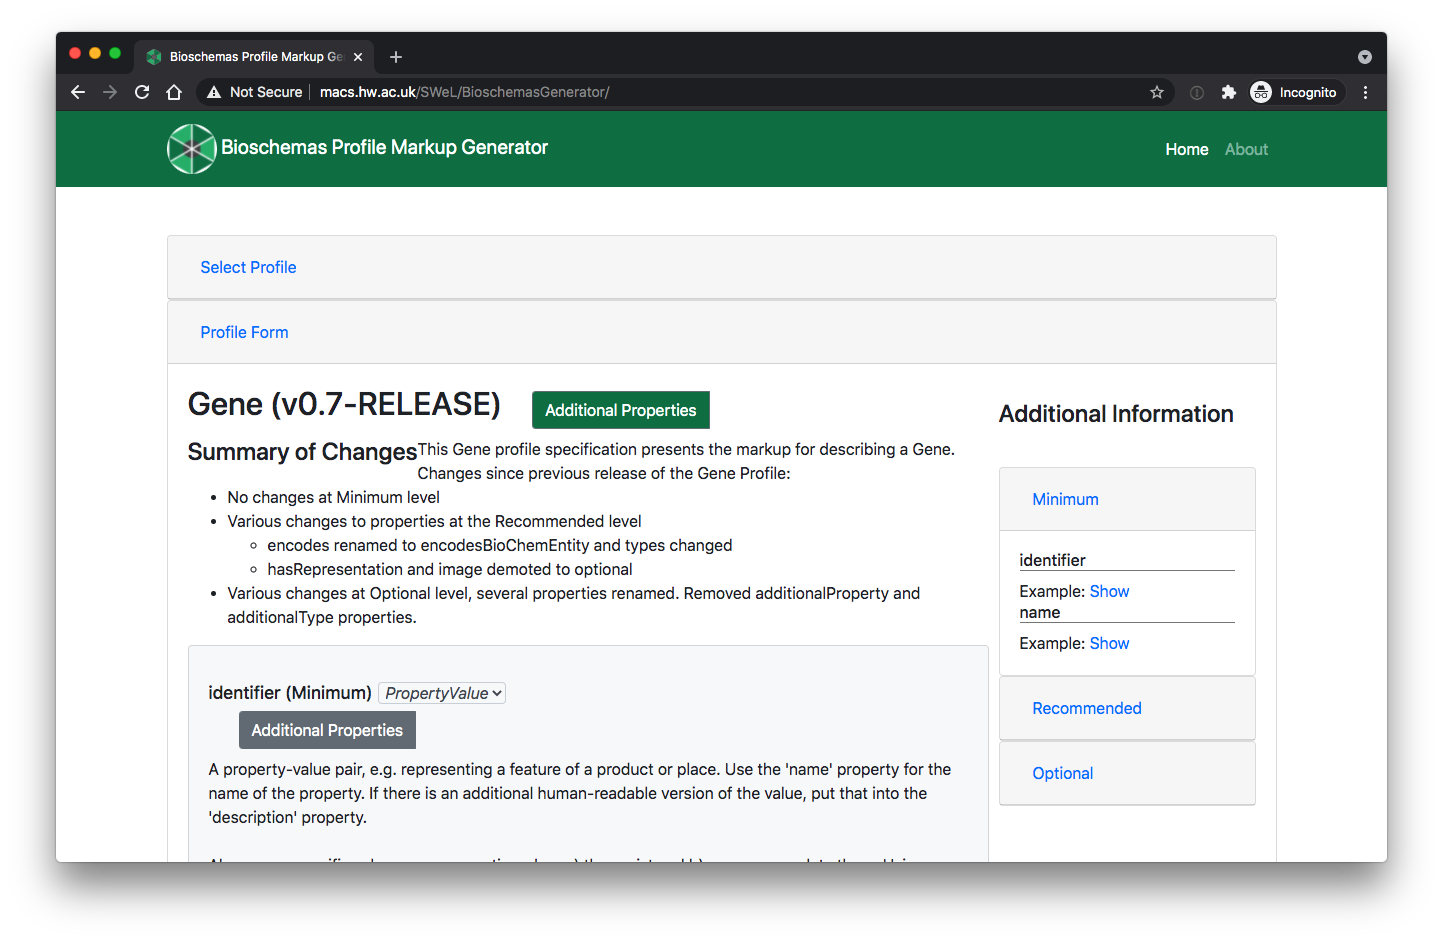 Bioschemas Profile Markup Ge
Not Secure
macs.hw.ac.uk/SWeL/BioschemasGenerator/
Incognito
Bioschemas Profile Markup Generator
Home
About
Select Profile
Profile Form
Gene (v0.7-RELEASE)
Additional Properties
Summary of Changes
This Gene profile specification presents the markup for describing a Gene.
Changes since previous release of the Gene Profile:
• No changes at Minimum level
• Various changes to properties at the Recommended level
◦ encodes renamed to encodesBioChemEntity and types changed
◦ hasRepresentation and image demoted to optional
• Various changes at Optional level, several properties renamed. Removed additionalProperty and
additionalType properties.
identifier (Minimum)
PropertyValue
Additional Properties
A property-value pair, e.g. representing a feature of a product or place. Use the 'name' property for the
name of the property. If there is an additional human-readable version of the value, put that into the
'description' property.
Additional Information
Minimum
identifier
Example: Show
name
Example: Show
Recommended
Optional